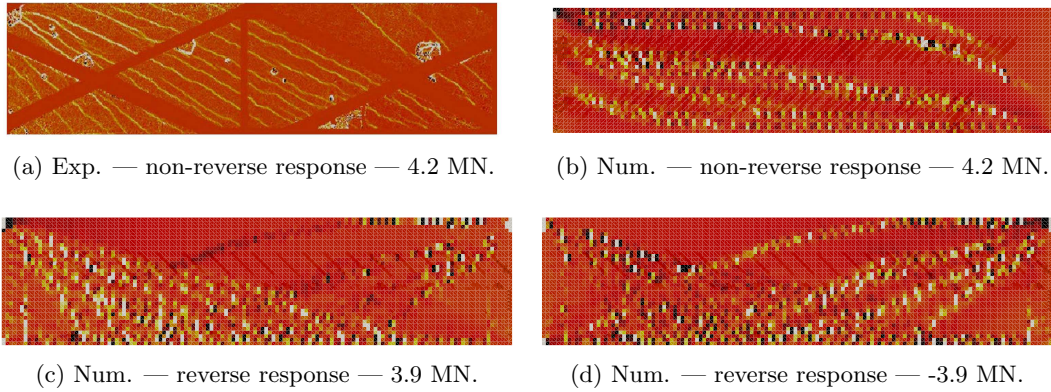 (a) Exp. — non-reverse response — 4.2 MN.
(b) Num. — non-reverse response — 4.2 MN.
(c) Num. — reverse response — 3.9 MN.
(d) Num. — reverse response — -3.9 MN.